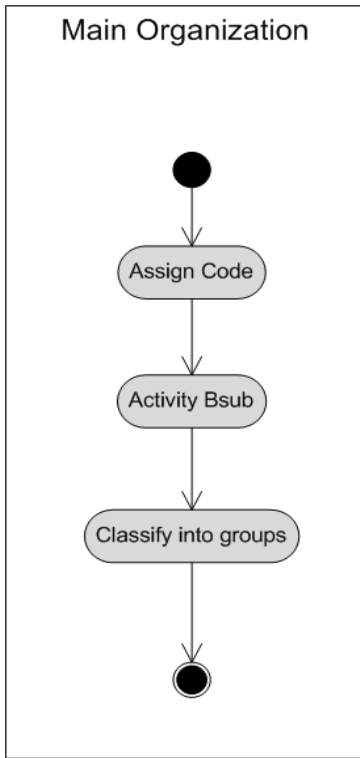 Main Organization
Assign Code
Activity Bsub
Classify into groups